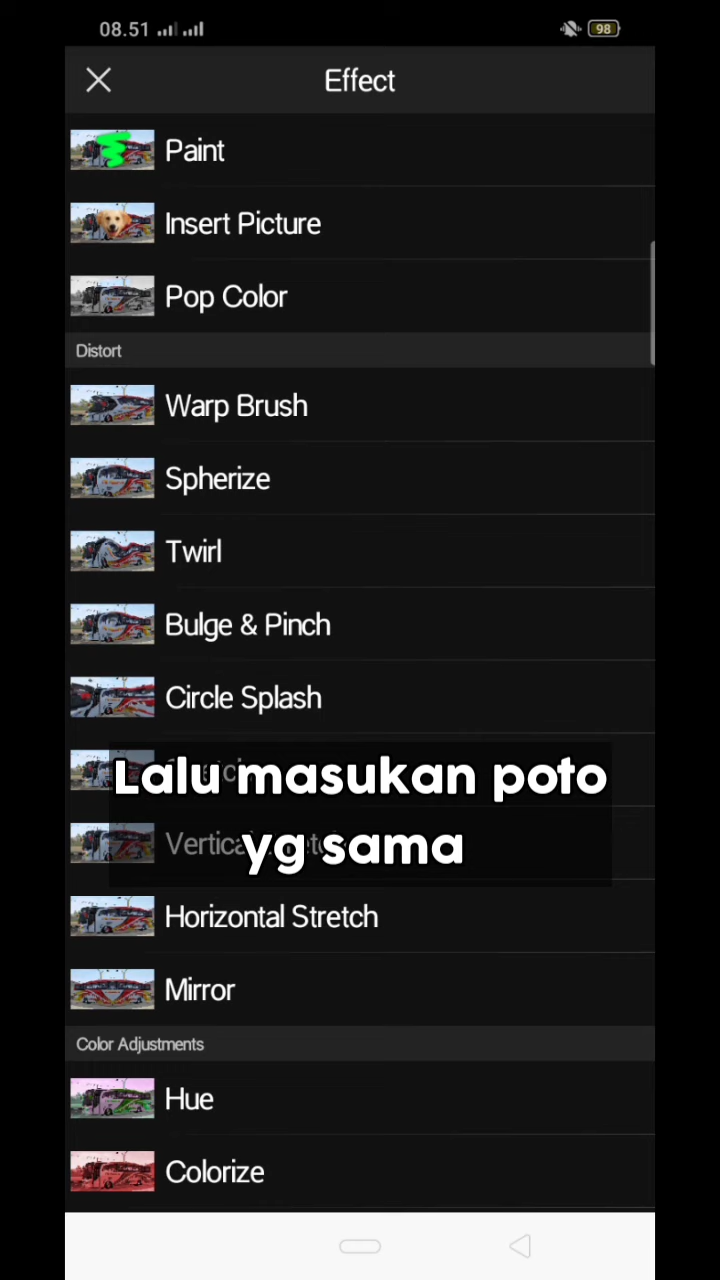 08.51
98
Effect
Paint
Insert Picture
Pop Color
Distort
Warp Brush
Spherize
Twirl
Bulge & Pinch
Circle Splash
Lalu masukan poto
yg sama
Horizontal Stretch
Mirror
Color Adjustments
Hue
Colorize